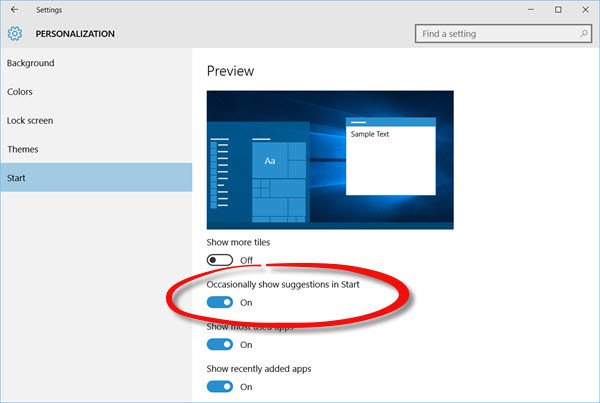 Settings
PERSONALIZATION
Find a setting
Background
Colors
Lock screen
Themes
Start
Preview
Aa
Sample Text
Show more tiles
Off
Occasionally show suggestions in Start
On
Show most used apps
On
Show recently added apps
On